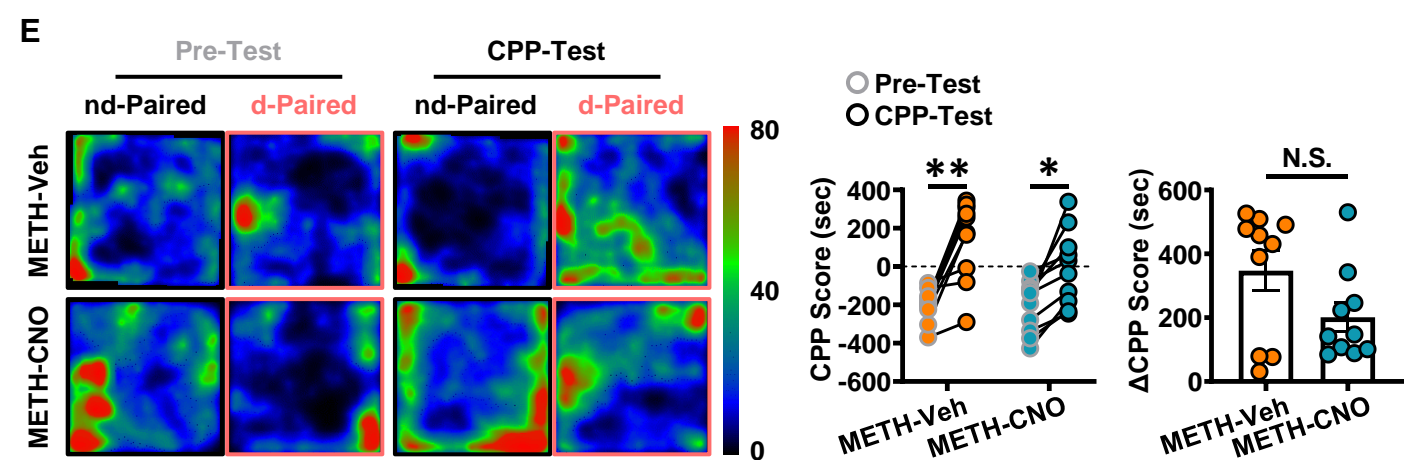 E
Pre-Test
CPP-Test
nd-Paired
d-Paired
nd-Paired
d-Paired
METH-Veh
METH-CNO
80
40
0
Pre-Test
CPP-Test
CPP Score (sec)
400
200
0
-200
-400
-600
**
*
METH-Veh
METH-CNO
ΔCPP Score (sec)
600
400
200
0
N.S.
METH-Veh
METH-CNO